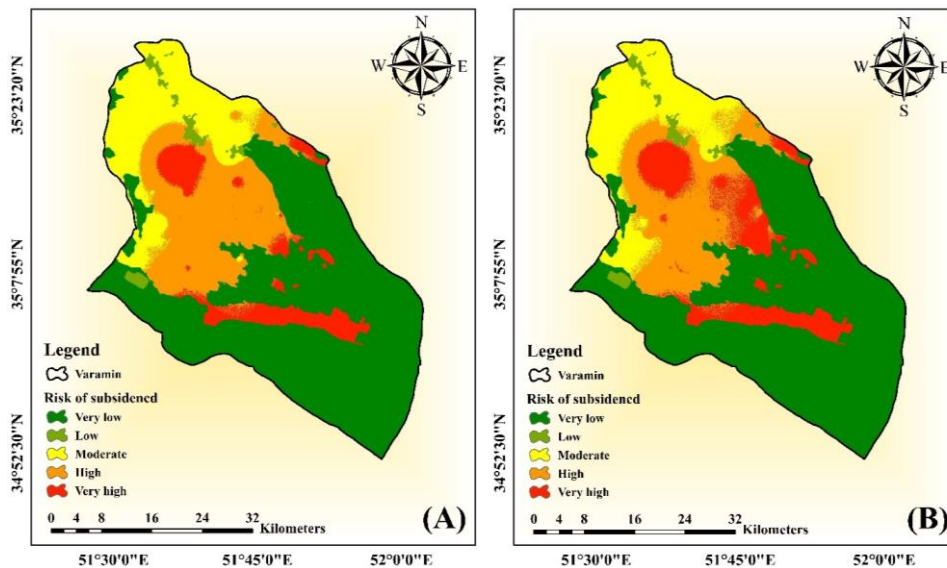 N
W E
S
35°23'20"N
35°7'55"N
34°52'30"N
Legend
Varamin
Risk of subsidencd
Very low
Low
Moderate
High
Very high
0 4 8 16 24 32
Kilometers
(A)
51°30'0"E 51°45'0"E 52°0'0"E
N
W E
S
35°23'20"N
35°7'55"N
34°52'30"N
Legend
Varamin
Risk of subsidencd
Very low
Low
Moderate
High
Very high
0 4 8 16 24 32
Kilometers
(B)
51°30'0"E 51°45'0"E 52°0'0"E